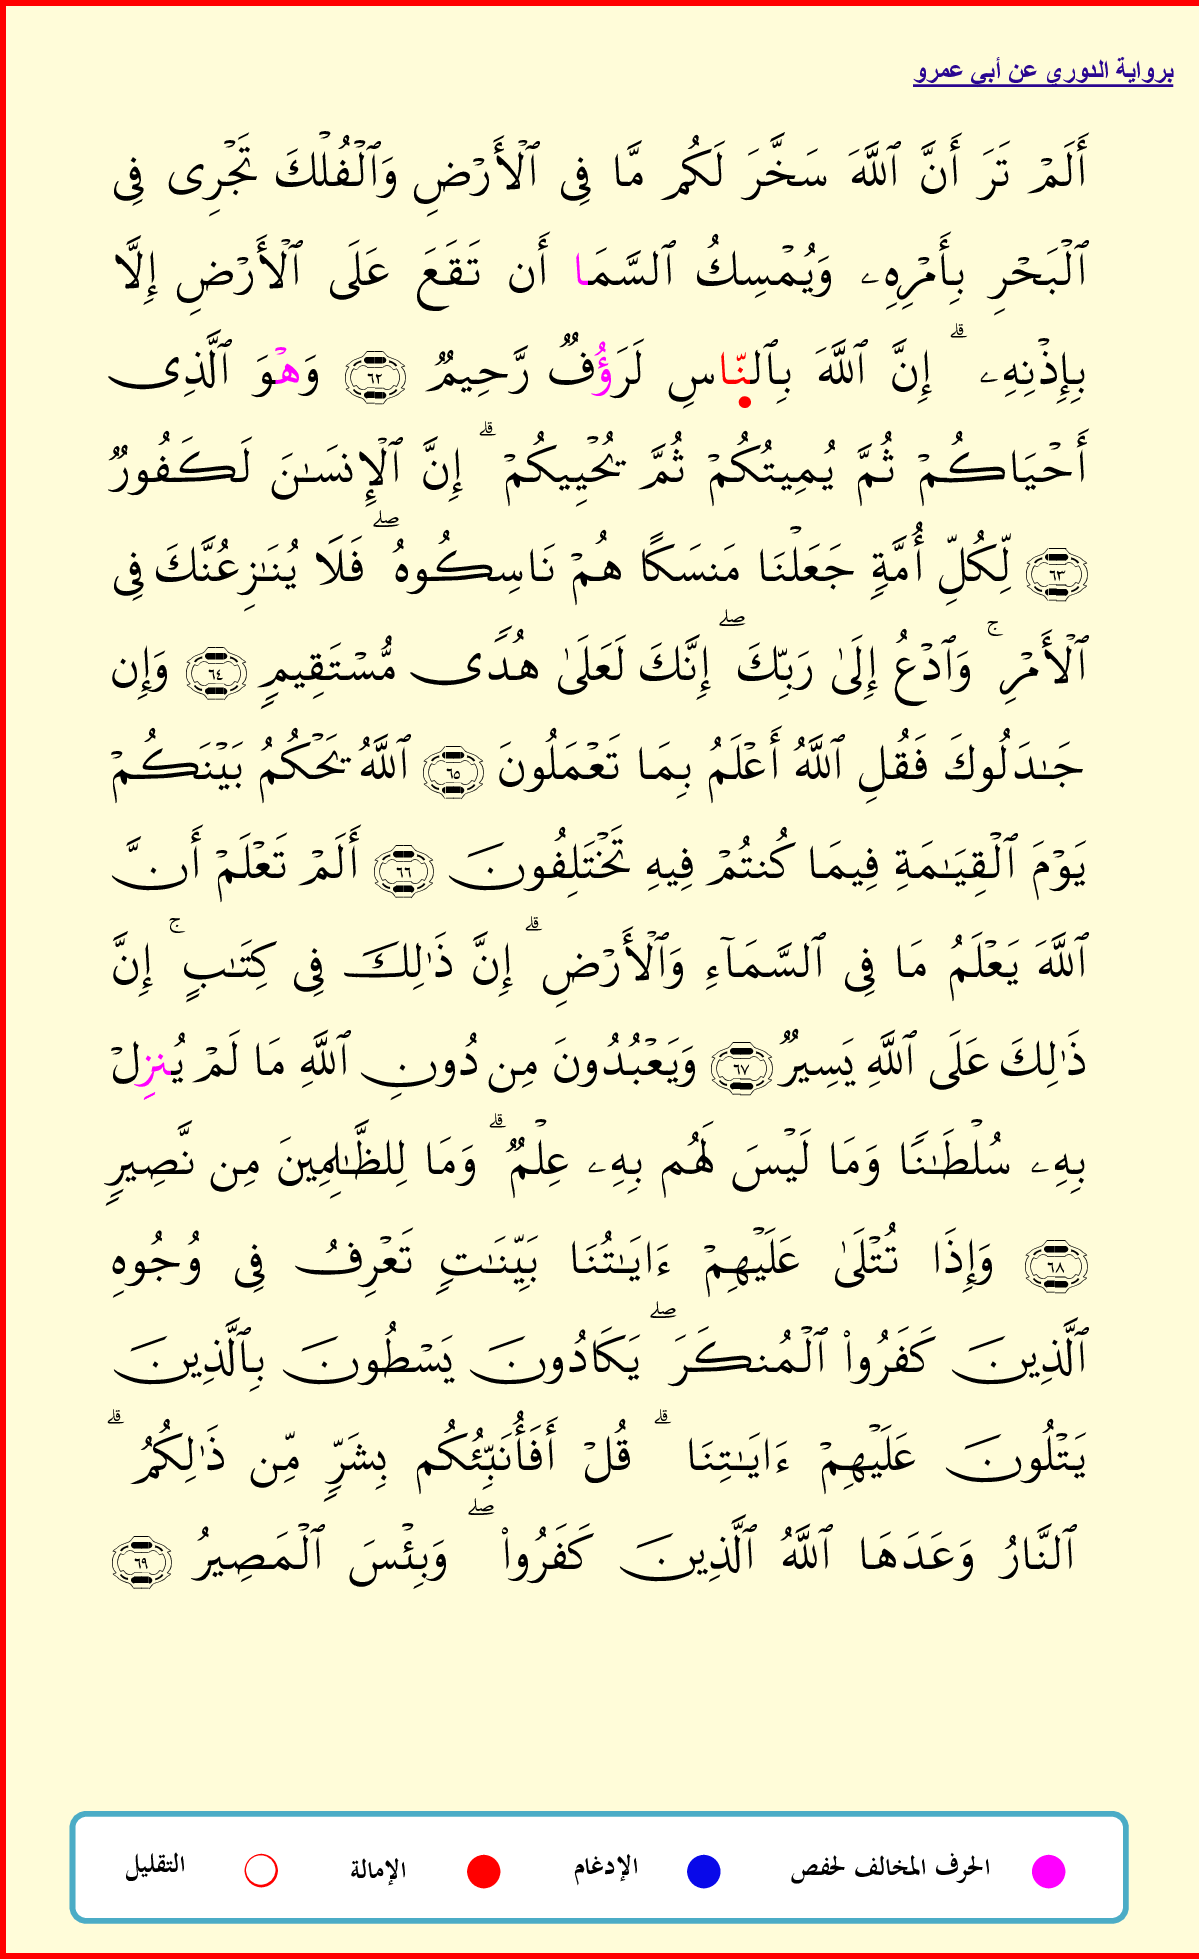 برواية الدوري عن أبي عمرو
أَلَمۡ تَرَ أَنَّ ٱللَّهَ سَخَّرَ لَكُم مَّا فِي ٱلۡأَرۡضِ وَٱلۡفُلۡكَ تَجۡرِي فِي
ٱلۡبَحۡرِ بِأَمۡرِهِۦ وَيُمۡسِكُ ٱلسَّمَا أَن تَقَعَ عَلَى ٱلۡأَرۡضِ إِلَّا
بِإِذۡنِهِۦۗ إِنَّ ٱللَّهَ بِٱلنَّاسِ لَرَؤُفٞ رَّحِيمٞ ٦٢ وَهۡوَ ٱلَّذِي
أَحۡيَاكُمۡ ثُمَّ يُمِيتُكُمۡ ثُمَّ يُحۡيِيكُمۡۗ إِنَّ ٱلۡإِنسَٰنَ لَكَفُورٞ
٦٣ لِّكُلِّ أُمَّةٖ جَعَلۡنَا مَنسَكًا هُمۡ نَاسِكُوهُۖ فَلَا يُنَٰزِعُنَّكَ فِي
ٱلۡأَمۡرِۚ وَٱدۡعُ إِلَىٰ رَبِّكَۖ إِنَّكَ لَعَلَىٰ هُدٗى مُّسۡتَقِيمٖ ٦٤ وَإِن
جَٰدَلُوكَ فَقُلِ ٱللَّهُ أَعۡلَمُ بِمَا تَعۡمَلُونَ ٦٥ ٱللَّهُ يَحۡكُمُ بَيۡنَكُمۡ
يَوۡمَ ٱلۡقِيَٰمَةِ فِيمَا كُنتُمۡ فِيهِ تَخۡتَلِفُونَ ٦٦ أَلَمۡ تَعۡلَمۡ أَنَّ
ٱللَّهَ يَعۡلَمُ مَا فِي ٱلسَّمَآءِ وَٱلۡأَرۡضِۗ إِنَّ ذَٰلِكَ فِي كِتَٰبٍۚ إِنَّ
ذَٰلِكَ عَلَى ٱللَّهِ يَسِيرٞ ٦٧ وَيَعۡبُدُونَ مِن دُونِ ٱللَّهِ مَا لَمۡ يُنزِلۡ
بِهِۦ سُلۡطَٰنٗا وَمَا لَيۡسَ لَهُم بِهِۦ عِلۡمٞۗ وَمَا لِلظَّٰلِمِينَ مِن نَّصِيرٖ
٦٨ وَإِذَا تُتۡلَىٰ عَلَيۡهِمۡ ءَايَٰتُنَا بَيِّنَٰتٖ تَعۡرِفُ فِي وُجُوهِ
ٱلَّذِينَ كَفَرُواْ ٱلۡمُنكَرَۖ يَكَادُونَ يَسۡطُونَ بِٱلَّذِينَ
يَتۡلُونَ عَلَيۡهِمۡ ءَايَٰتِنَاۗ قُلۡ أَفَأُنَبِّئُكُم بِشَرّٖ مِّن ذَٰلِكُمُۗ
ٱلنَّارُ وَعَدَهَا ٱللَّهُ ٱلَّذِينَ كَفَرُواْۖ وَبِئۡسَ ٱلۡمَصِيرُ ٦٩
الحرف المخالف لحفص الإدغام الإمالة التقليل